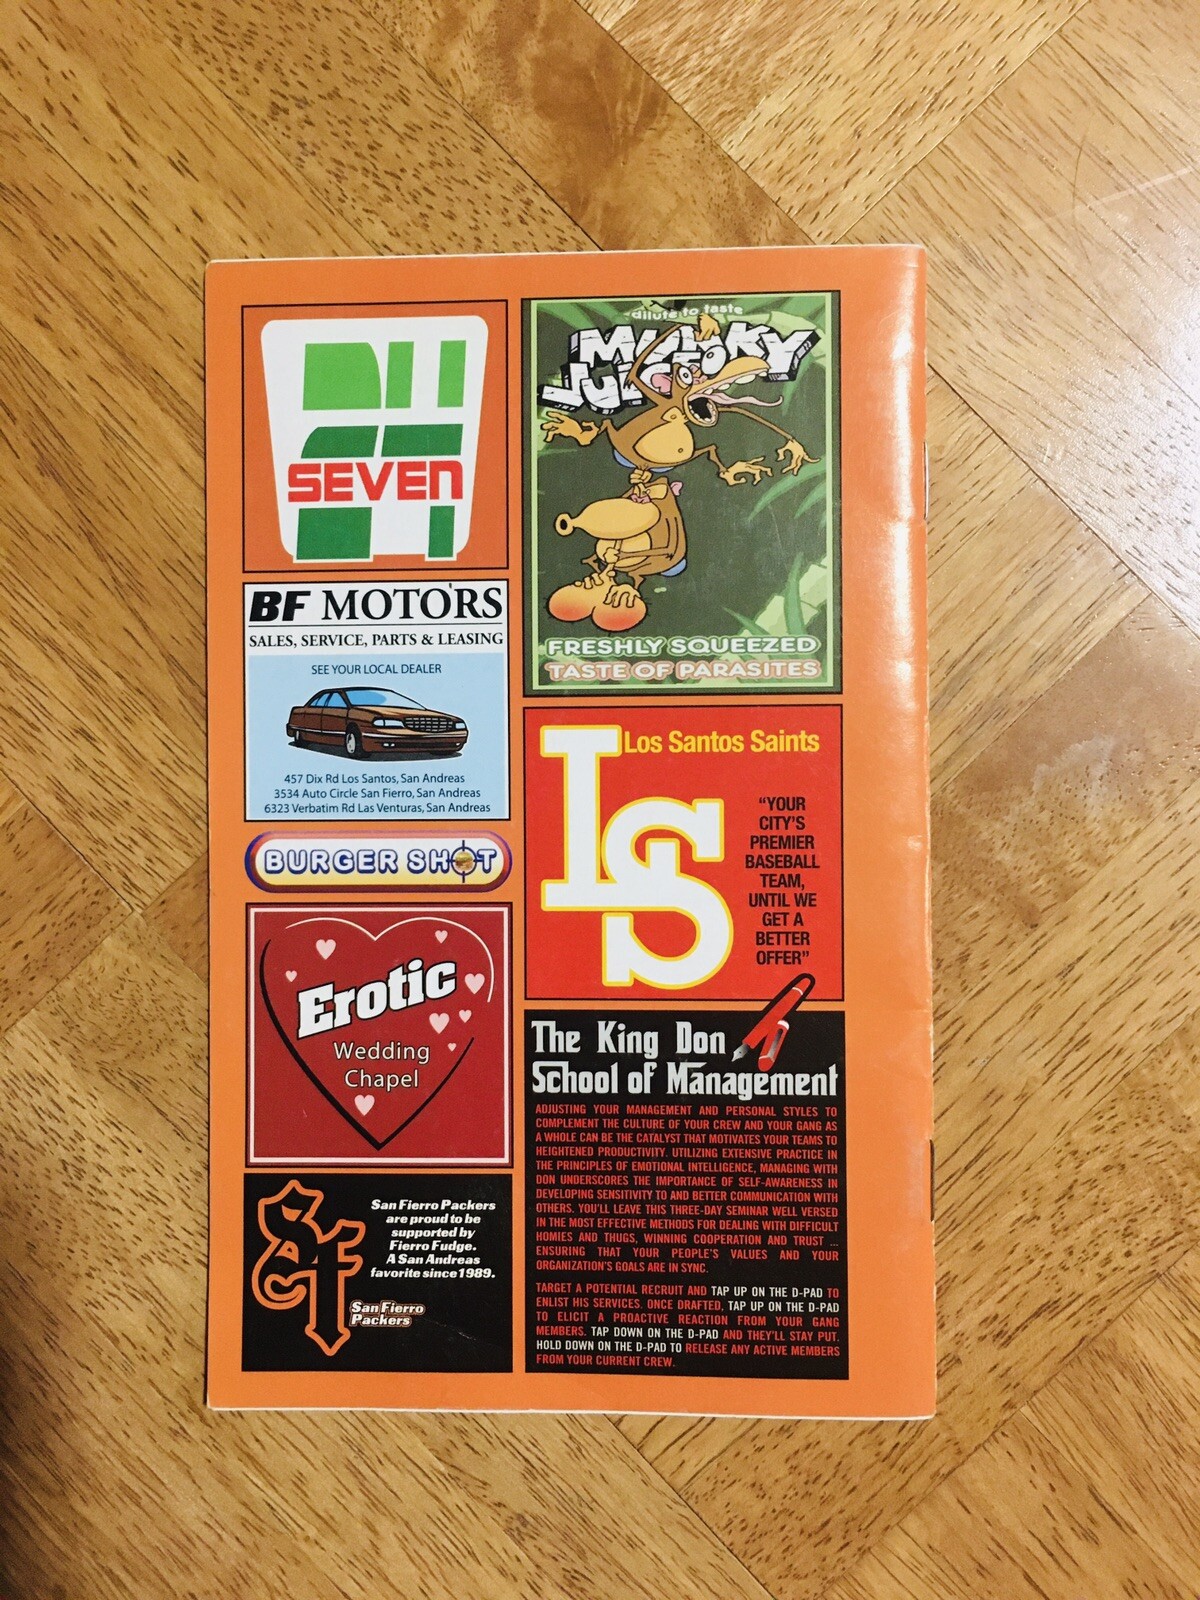 24
SEVEN
BF MOTORS
SALES, SERVICE, PARTS & LEASING
SEE YOUR LOCAL DEALER
457 Dix Rd Los Santos, San Andreas
3534 Auto Circle San Fierro, San Andreas
6323 Verbatim Rd Las Venturas, San Andreas
BURGER SHOT
Erotic
Wedding
Chapel
San Fierro Packers
are proud to be
supported by
Fierro Fudge.
A San Andreas
favorite since 1989.
SF
San Fierro
Packers
dilute to taste
MUNKY
JUICE
FRESHLY SQUEEZED
TASTE OF PARASITES
LS
Los Santos Saints
“YOUR
CITY'S
PREMIER
BASEBALL
TEAM,
UNTIL WE
GET A
BETTER
OFFER”
The King Don
School of Management
ADJUSTING YOUR MANAGEMENT AND PERSONAL STYLES TO
COMPLEMENT THE CULTURE OF YOUR CREW AND YOUR GANG AS
A WHOLE CAN BE THE CATALYST THAT MOTIVATES YOUR TEAMS TO
HEIGHTENED PRODUCTIVITY. UTILIZING EXTENSIVE PRACTICE IN
THE PRINCIPLES OF EMOTIONAL INTELLIGENCE, MANAGING WITH
DON UNDERSCORES THE IMPORTANCE OF SELF-AWARENESS IN
DEVELOPING SENSITIVITY TO AND BETTER COMMUNICATION WITH
OTHERS. YOU'LL LEAVE THIS THREE-DAY SEMINAR WELL VERSED
IN THE MOST EFFECTIVE METHODS FOR DEALING WITH DIFFICULT
HOMIES AND THUGS, WINNING COOPERATION AND TRUST ...
ENSURING THAT YOUR PEOPLE'S VALUES AND YOUR
ORGANIZATION'S GOALS ARE IN SYNC.
TARGET A POTENTIAL RECRUIT AND TAP UP ON THE D-PAD TO
ENLIST HIS SERVICES. ONCE DRAFTED, TAP UP ON THE D-PAD
TO ELICIT A PROACTIVE REACTION FROM YOUR GANG
MEMBERS. TAP DOWN ON THE D-PAD AND THEY'LL STAY PUT.
HOLD DOWN ON THE D-PAD TO RELEASE ANY ACTIVE MEMBERS
FROM YOUR CURRENT CREW.